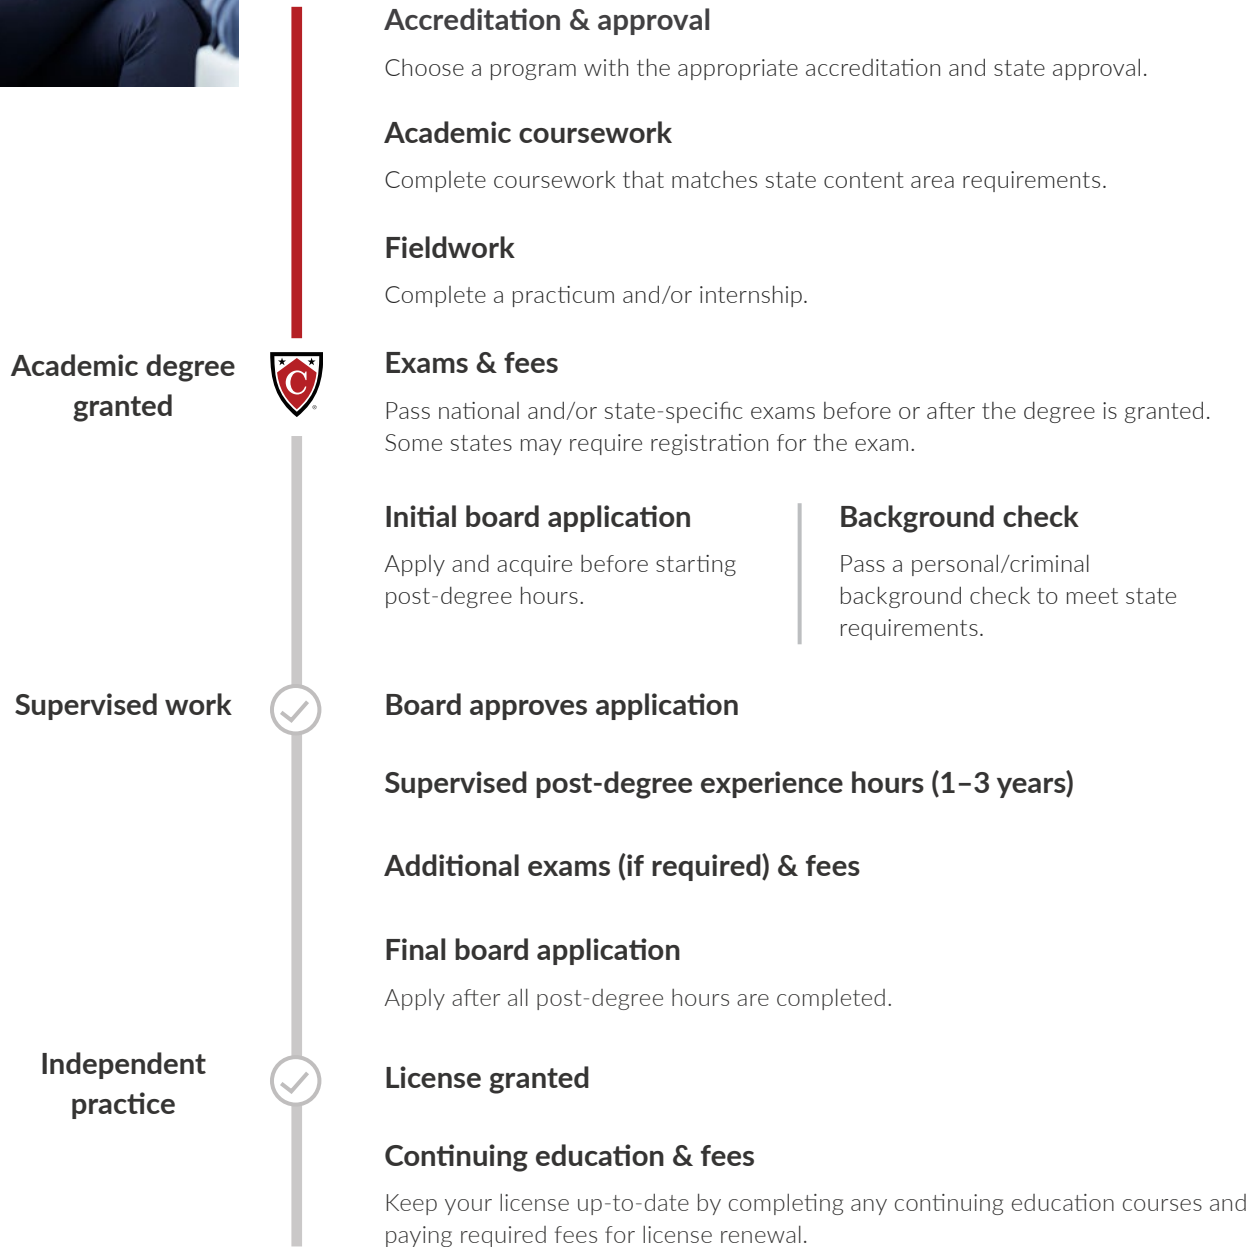 Accreditation & approval
Choose a program with the appropriate accreditation and state approval.
Academic coursework
Complete coursework that matches state content area requirements.
Fieldwork
Complete a practicum and/or internship.
Academic degree
granted
C
®
Exams & fees
Pass national and/or state-specific exams before or after the degree is granted.
Some states may require registration for the exam.
Initial board application
Apply and acquire before starting
post-degree hours.
Background check
Pass a personal/criminal
background check to meet state
requirements.
Supervised work
Board approves application
Supervised post-degree experience hours (1–3 years)
Additional exams (if required) & fees
Final board application
Apply after all post-degree hours are completed.
Independent
practice
License granted
Continuing education & fees
Keep your license up-to-date by completing any continuing education courses and
paying required fees for license renewal.